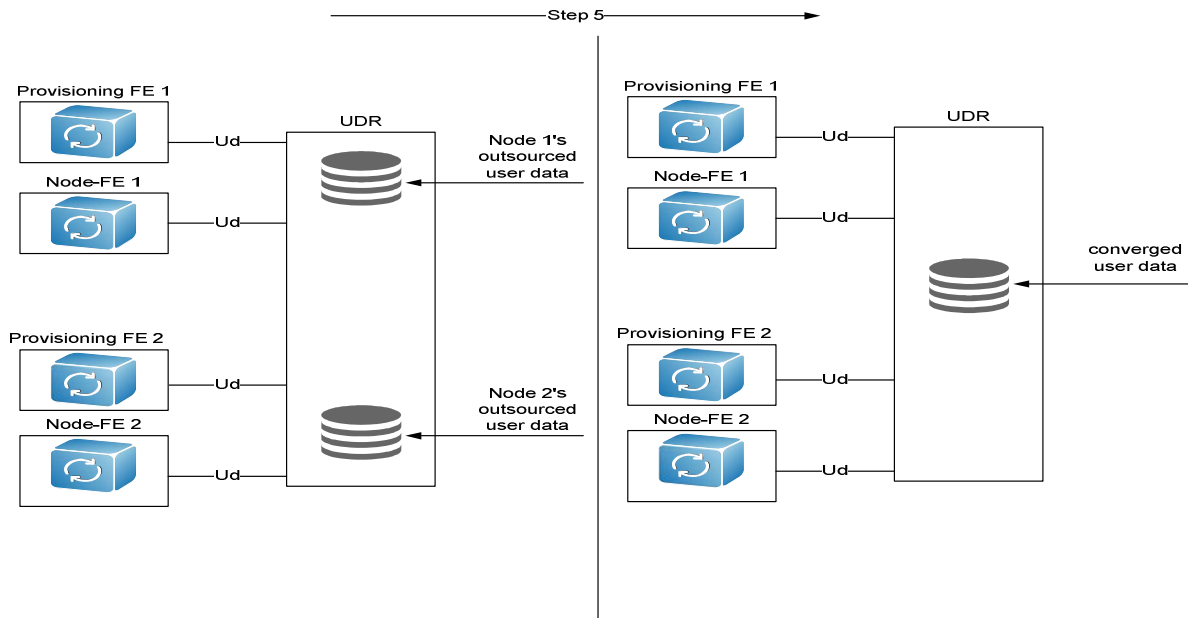 Step 5
Provisioning FE 1
Ud
UDR
Node-FE 1
Ud
Node 1's
outsourced
user data
Provisioning FE 2
Ud
Node-FE 2
Ud
Node 2's
outsourced
user data
Provisioning FE 1
Ud
UDR
Node-FE 1
Ud
converged
user data
Provisioning FE 2
Ud
Node-FE 2
Ud